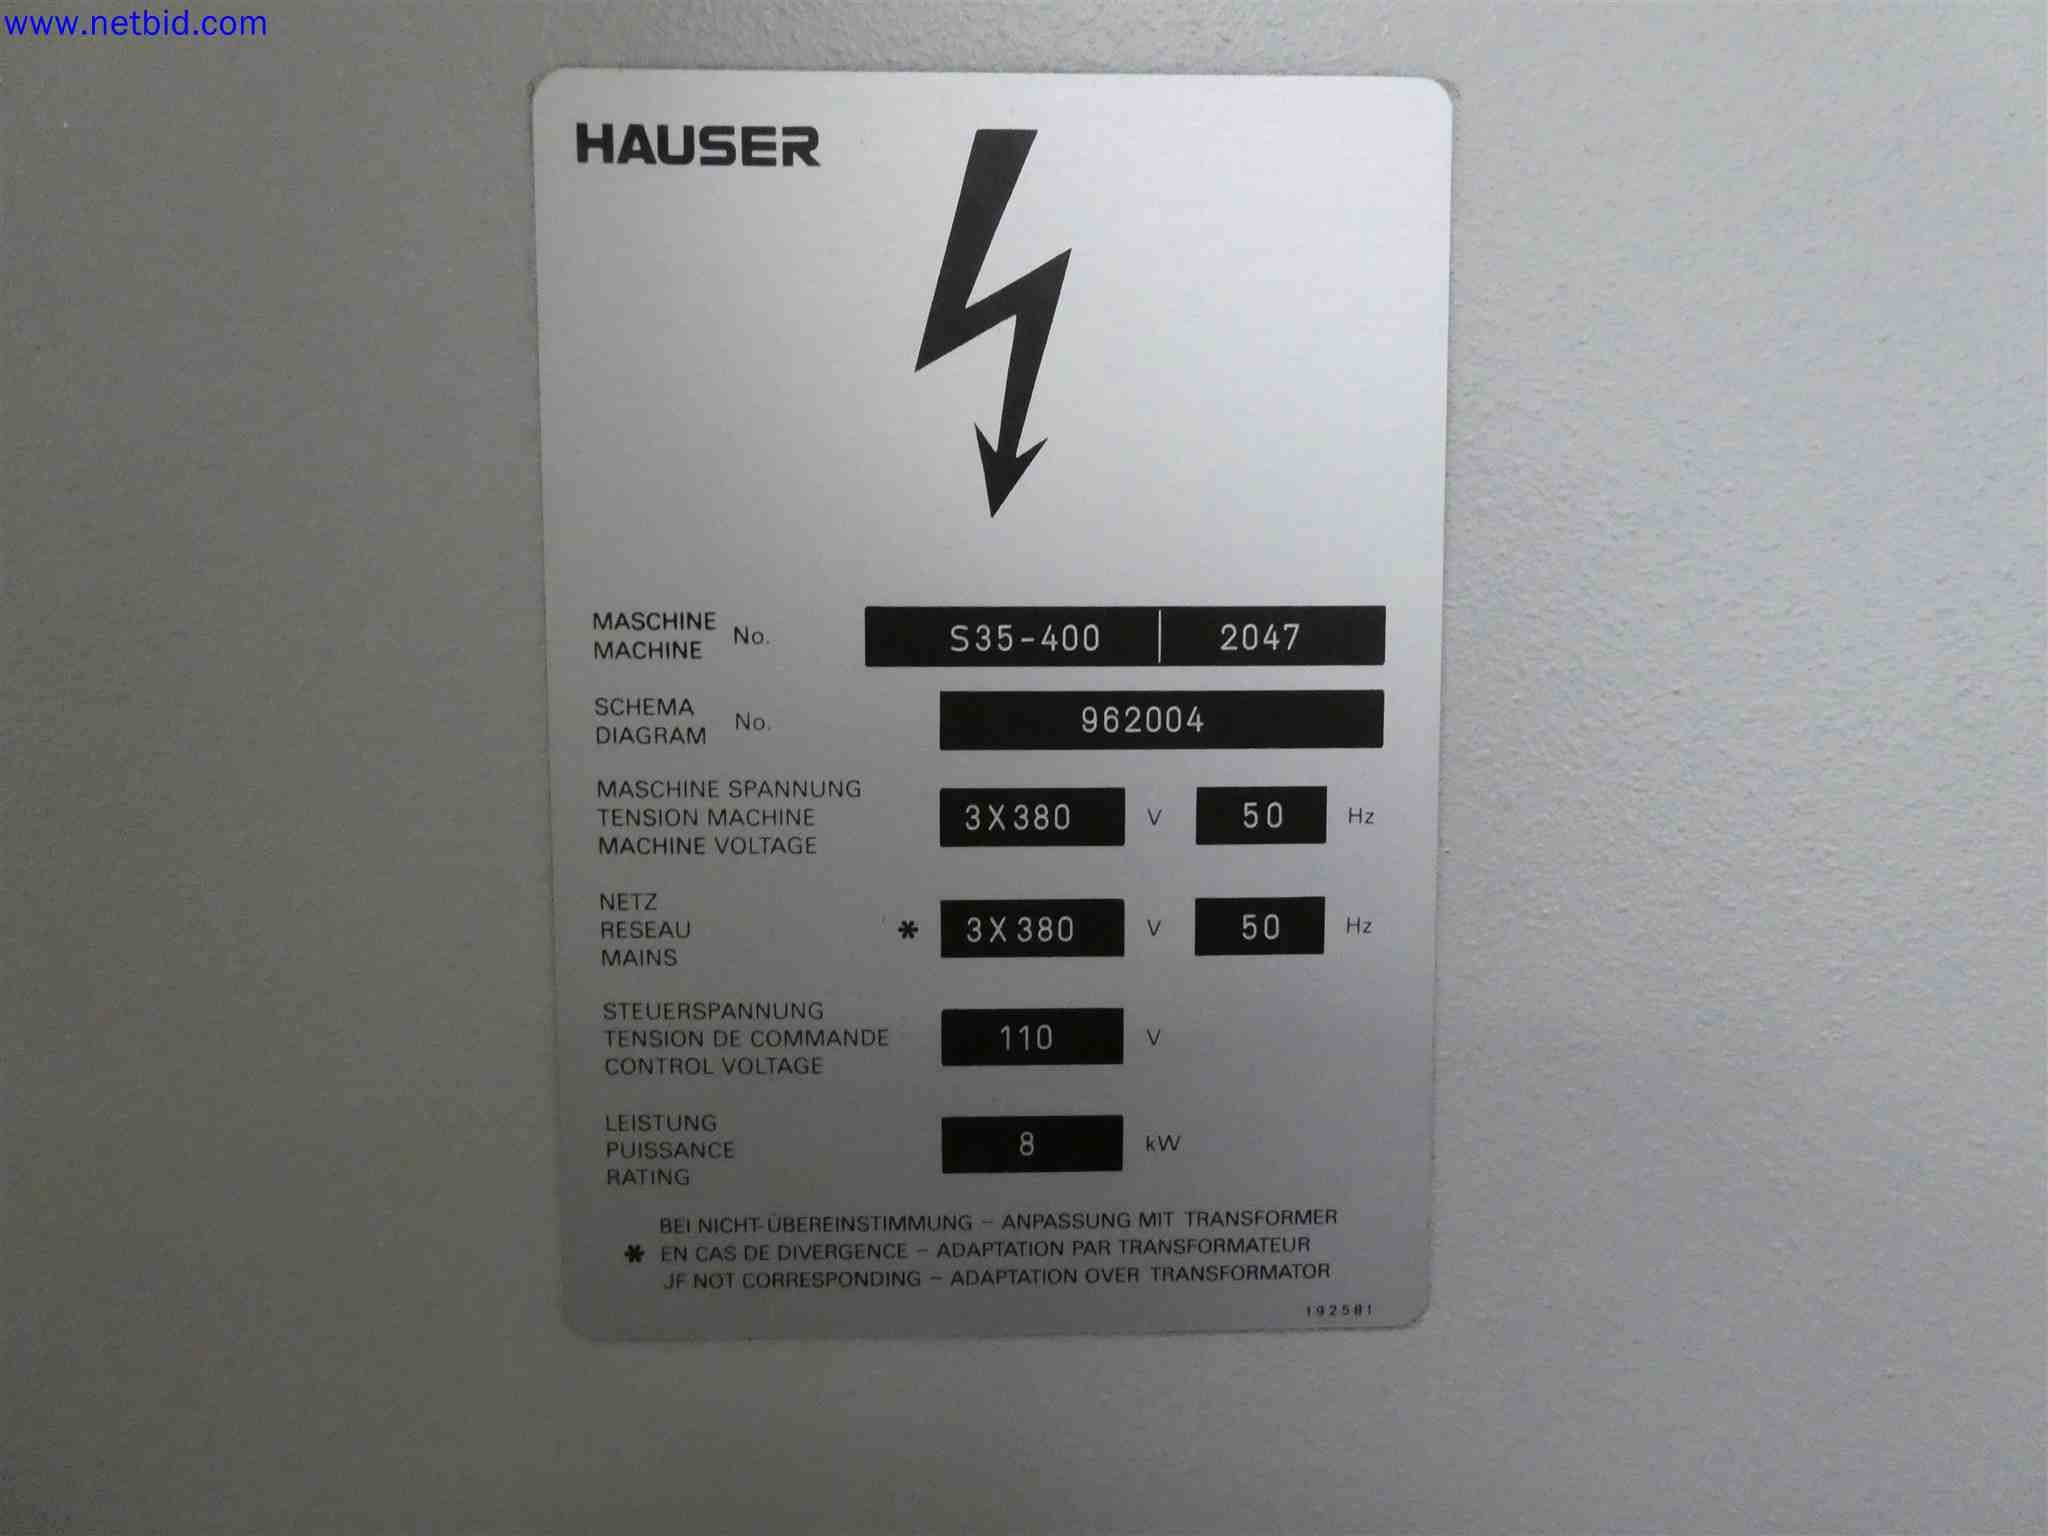 www.netbid.com
HAUSER
MASCHINE
MACHINE No. S35-400 | 2047
SCHEMA
DIAGRAM No. 962004
MASCHINE SPANNUNG
TENSION MACHINE 3X380 V 50 Hz
MACHINE VOLTAGE
NETZ
RESEAU * 3X380 V 50 Hz
MAINS
STEUERSPANNUNG
TENSION DE COMMANDE 110 V
CONTROL VOLTAGE
LEISTUNG
PUISSANCE 8 kW
RATING
BEI NICHT-ÜBEREINSTIMMUNG – ANPASSUNG MIT TRANSFORMER
* EN CAS DE DIVERGENCE – ADAPTATION PAR TRANSFORMATEUR
JF NOT CORRESPONDING – ADAPTATION OVER TRANSFORMATOR
192581